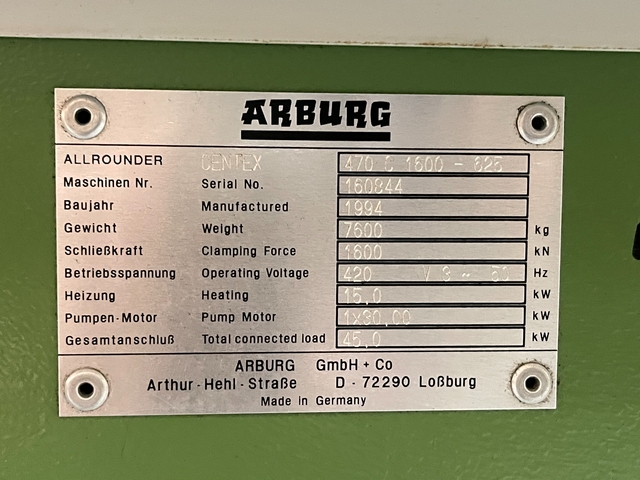 ARBURG
ALLROUNDER CENTEX 470 S 1600 - 625
Maschinen Nr. Serial No. 160844
Baujahr Manufactured 1994
Gewicht Weight 7600 kg
Schließkraft Clamping Force 1600 kN
Betriebsspannung Operating Voltage 420 V 3 ~ 50 Hz
Heizung Heating 15,0 kW
Pumpen-Motor Pump Motor 1x30,00 kW
Gesamtanschluß Total connected load 45,0 kW
ARBURG GmbH + Co
Arthur - Hehl - Straße D - 72290 Loßburg
Made in Germany